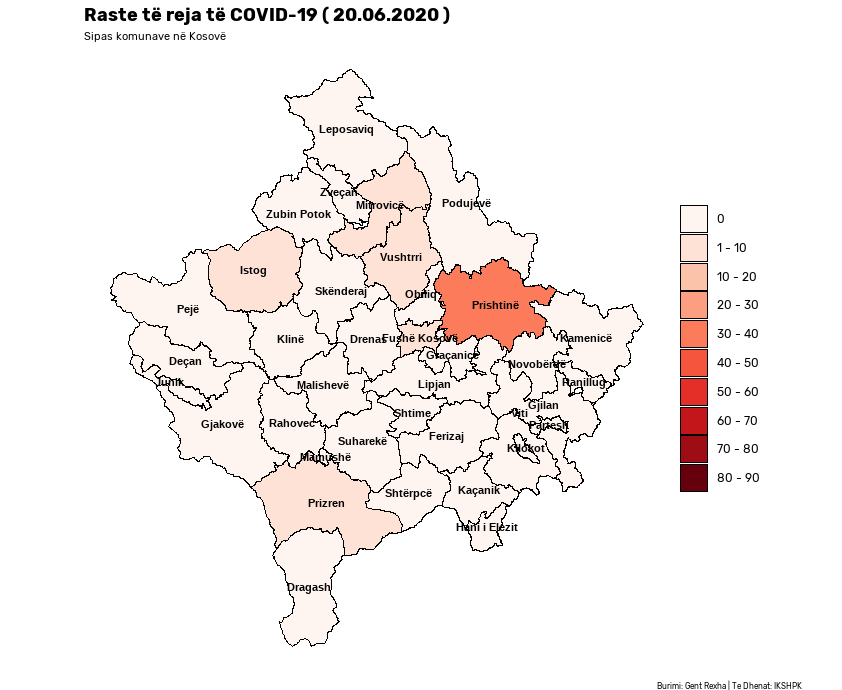 Raste të reja të COVID-19 ( 20.06.2020 )
Sipas komunave në Kosovë
Leposaviq
Zveçan
Mitrovicë
Podujevë
Zubin Potok
Vushtrri
Istog
Skënderaj
Obiliq
Prishtinë
Pejë
Klinë
Drenas
Fushë Kosovë
Kamenicë
Graçanicë
Deçan
Novobërdë
Junik
Malishevë
Lipjan
Ranillug
Gjilan
Shtime
Viti
Gjakovë
Rahovec
Partesh
Suharekë
Ferizaj
Kllokot
Mamushë
Prizren
Shtërpcë
Kaçanik
Hani i Elezit
Dragash
0
1 - 10
10 - 20
20 - 30
30 - 40
40 - 50
50 - 60
60 - 70
70 - 80
80 - 90
Burimi: Gent Rexha | Te Dhenat: IKSHPK